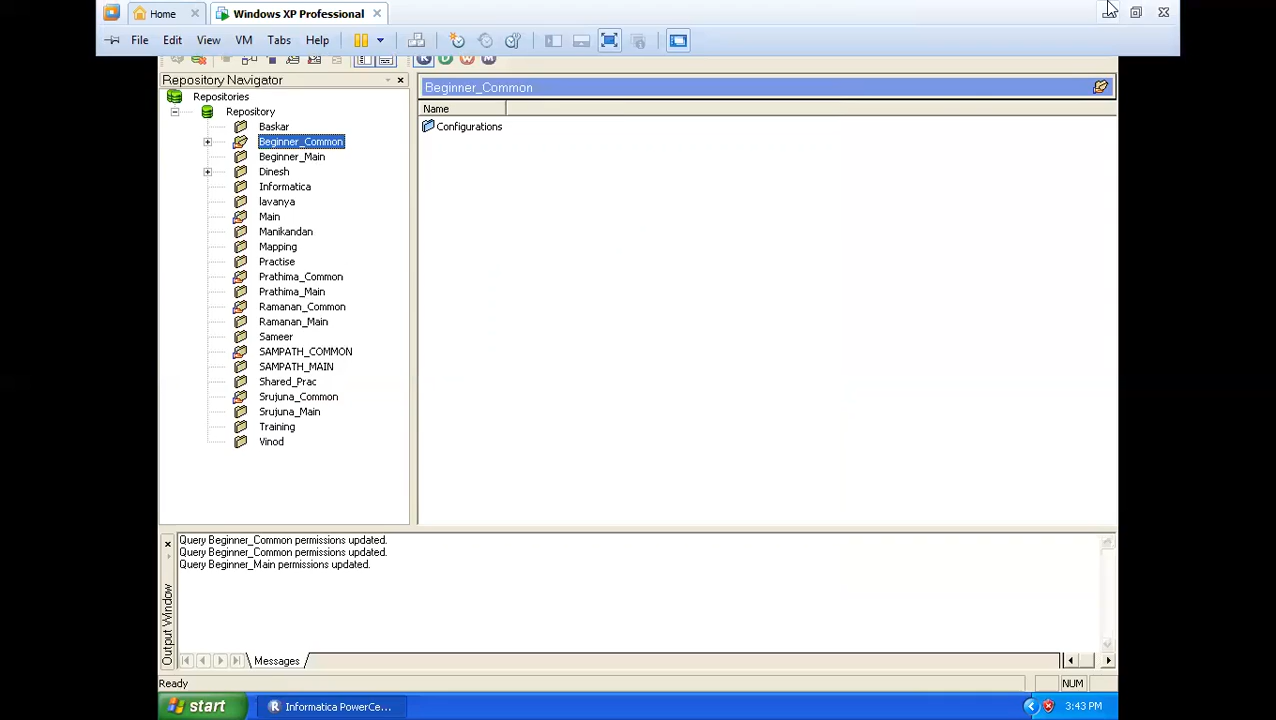 Home
Windows XP Professional
File Edit View VM Tabs Help
R D W M
Repository Navigator
Beginner_Common
Repositories
Repository
Baskar
Beginner_Common
Beginner_Main
Dinesh
Informatica
lavanya
Main
Manikandan
Mapping
Practise
Prathima_Common
Prathima_Main
Ramanan_Common
Ramanan_Main
Sameer
SAMPATH_COMMON
SAMPATH_MAIN
Shared_Prac
Srujuna_Common
Srujuna_Main
Training
Vinod
Name
Configurations
Query Beginner_Common permissions updated.
Query Beginner_Common permissions updated.
Query Beginner_Main permissions updated.
Output Window
Messages
Ready
NUM
start
R Informatica PowerCe...
3:43 PM